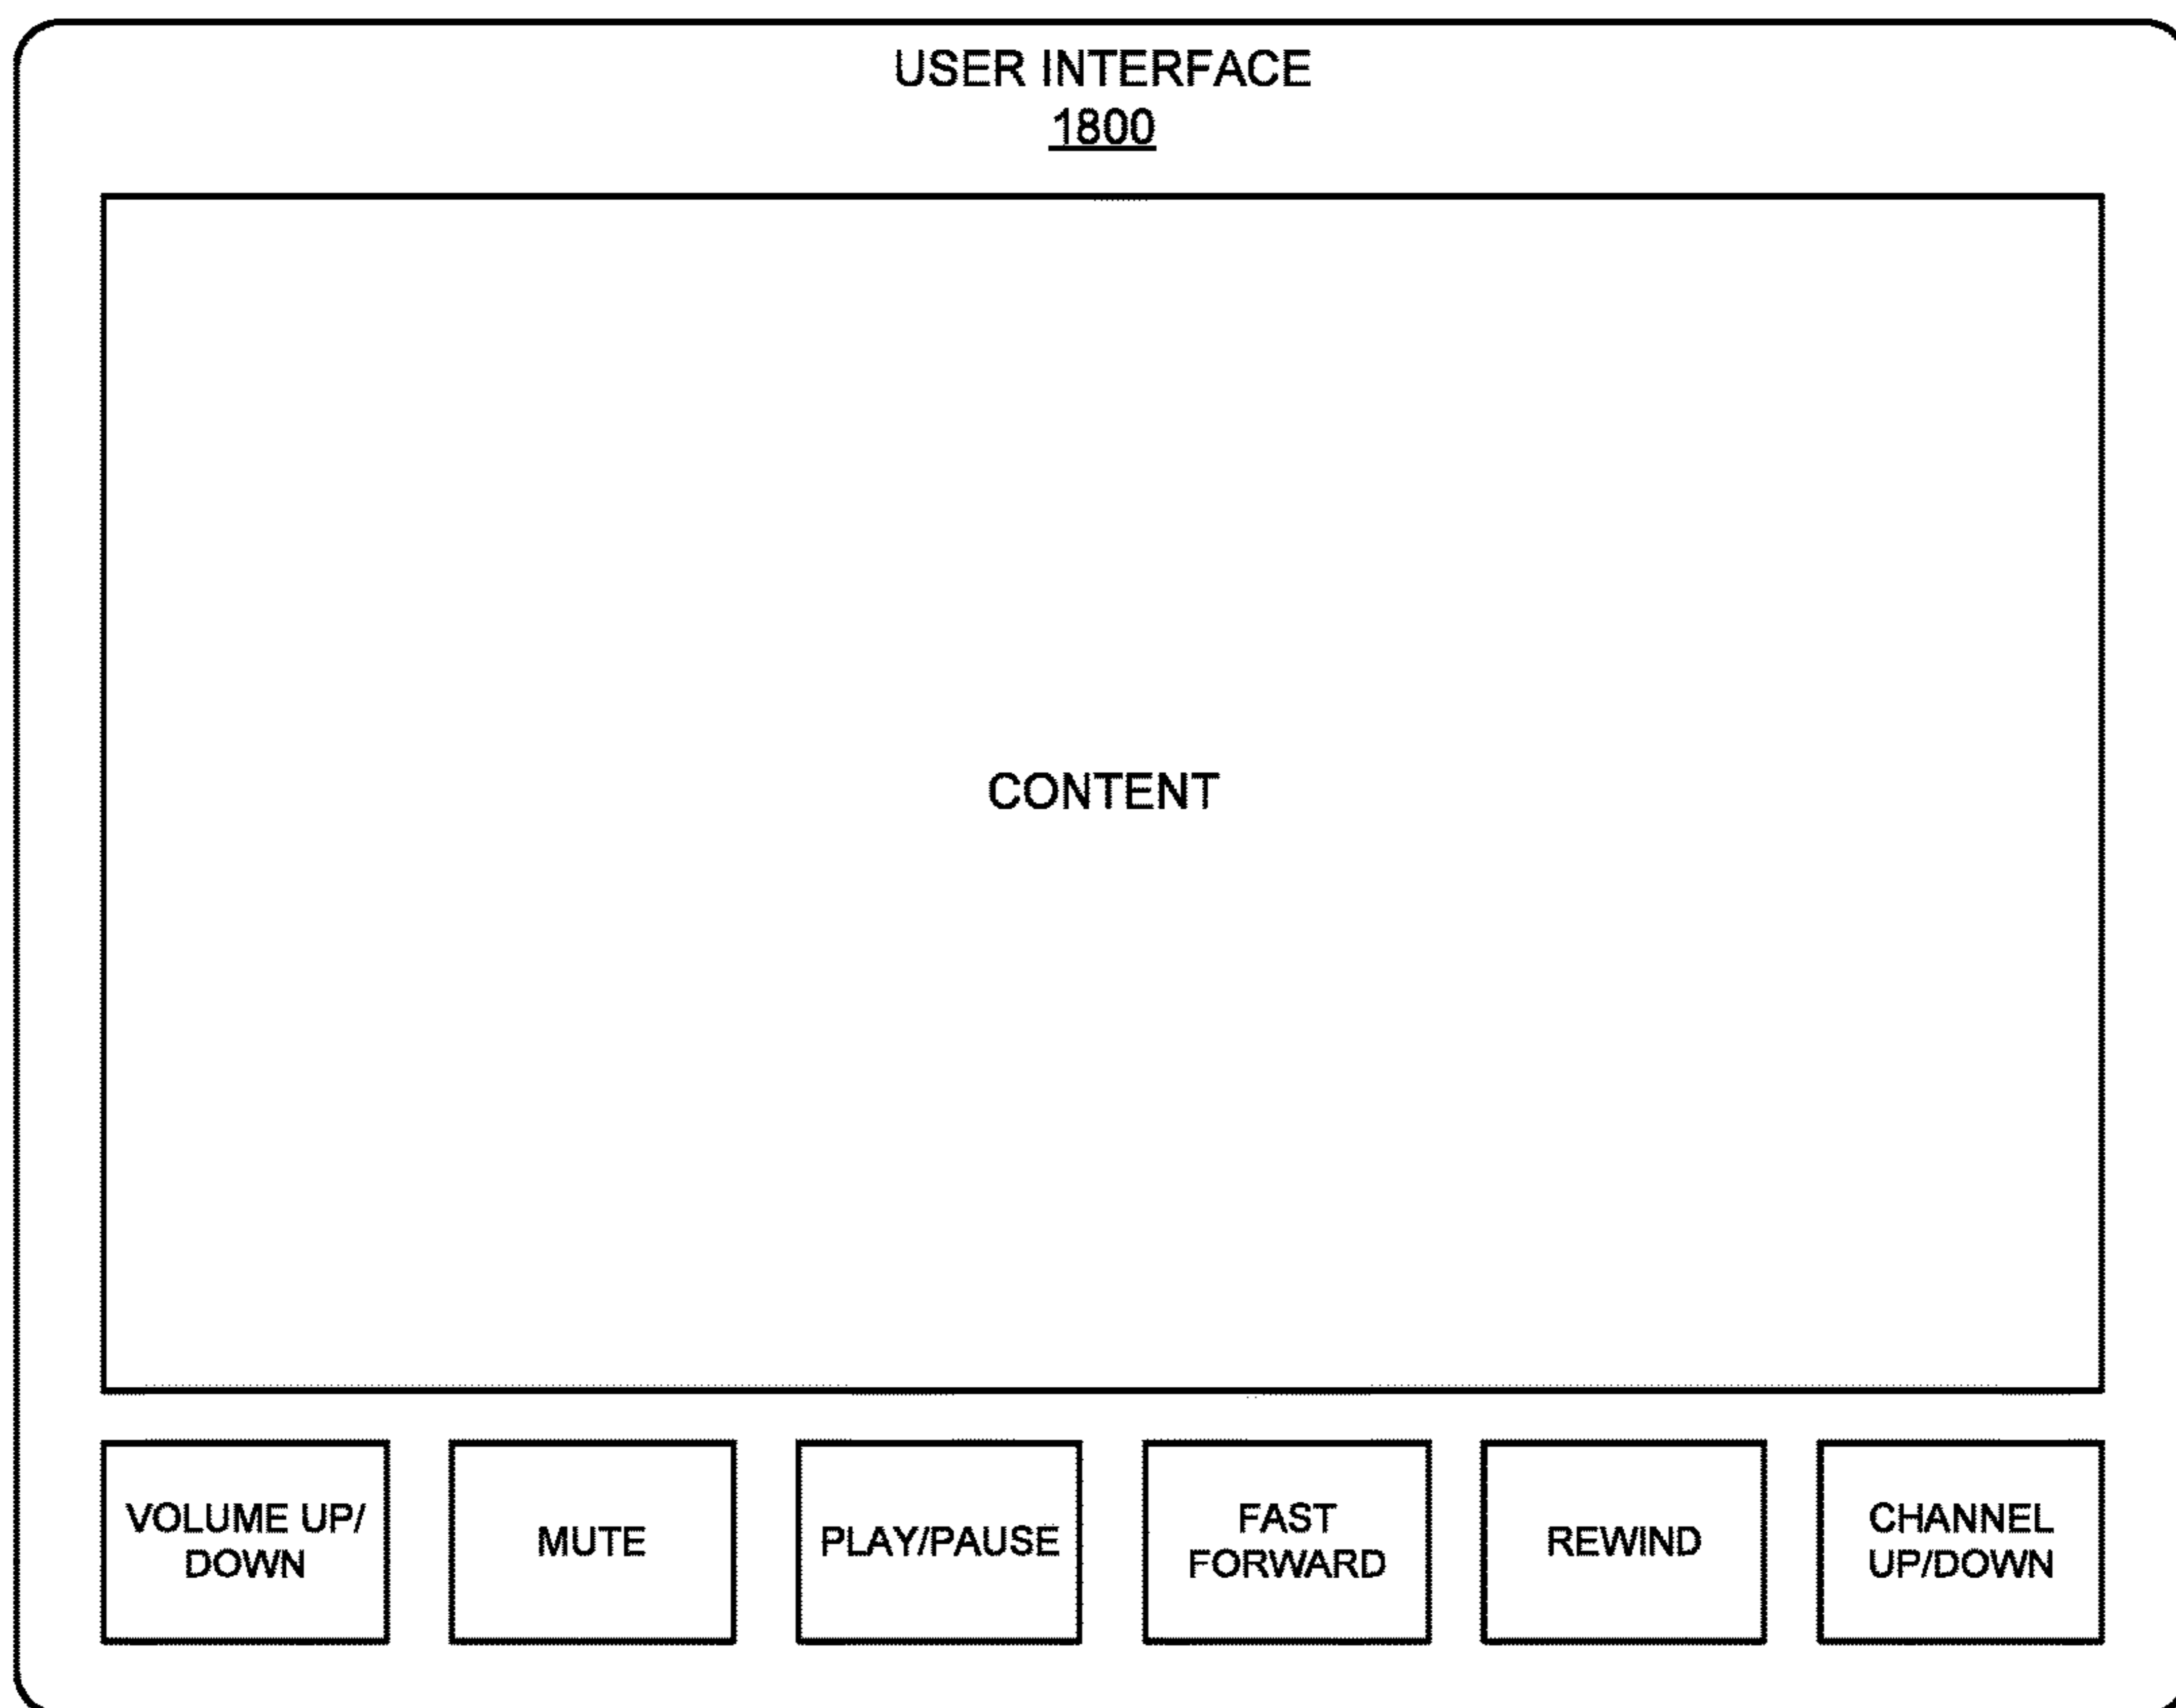 USER INTERFACE
1800
CONTENT
VOLUME UP/
DOWN
MUTE
PLAY/PAUSE
FAST
FORWARD
REWIND
CHANNEL
UP/DOWN